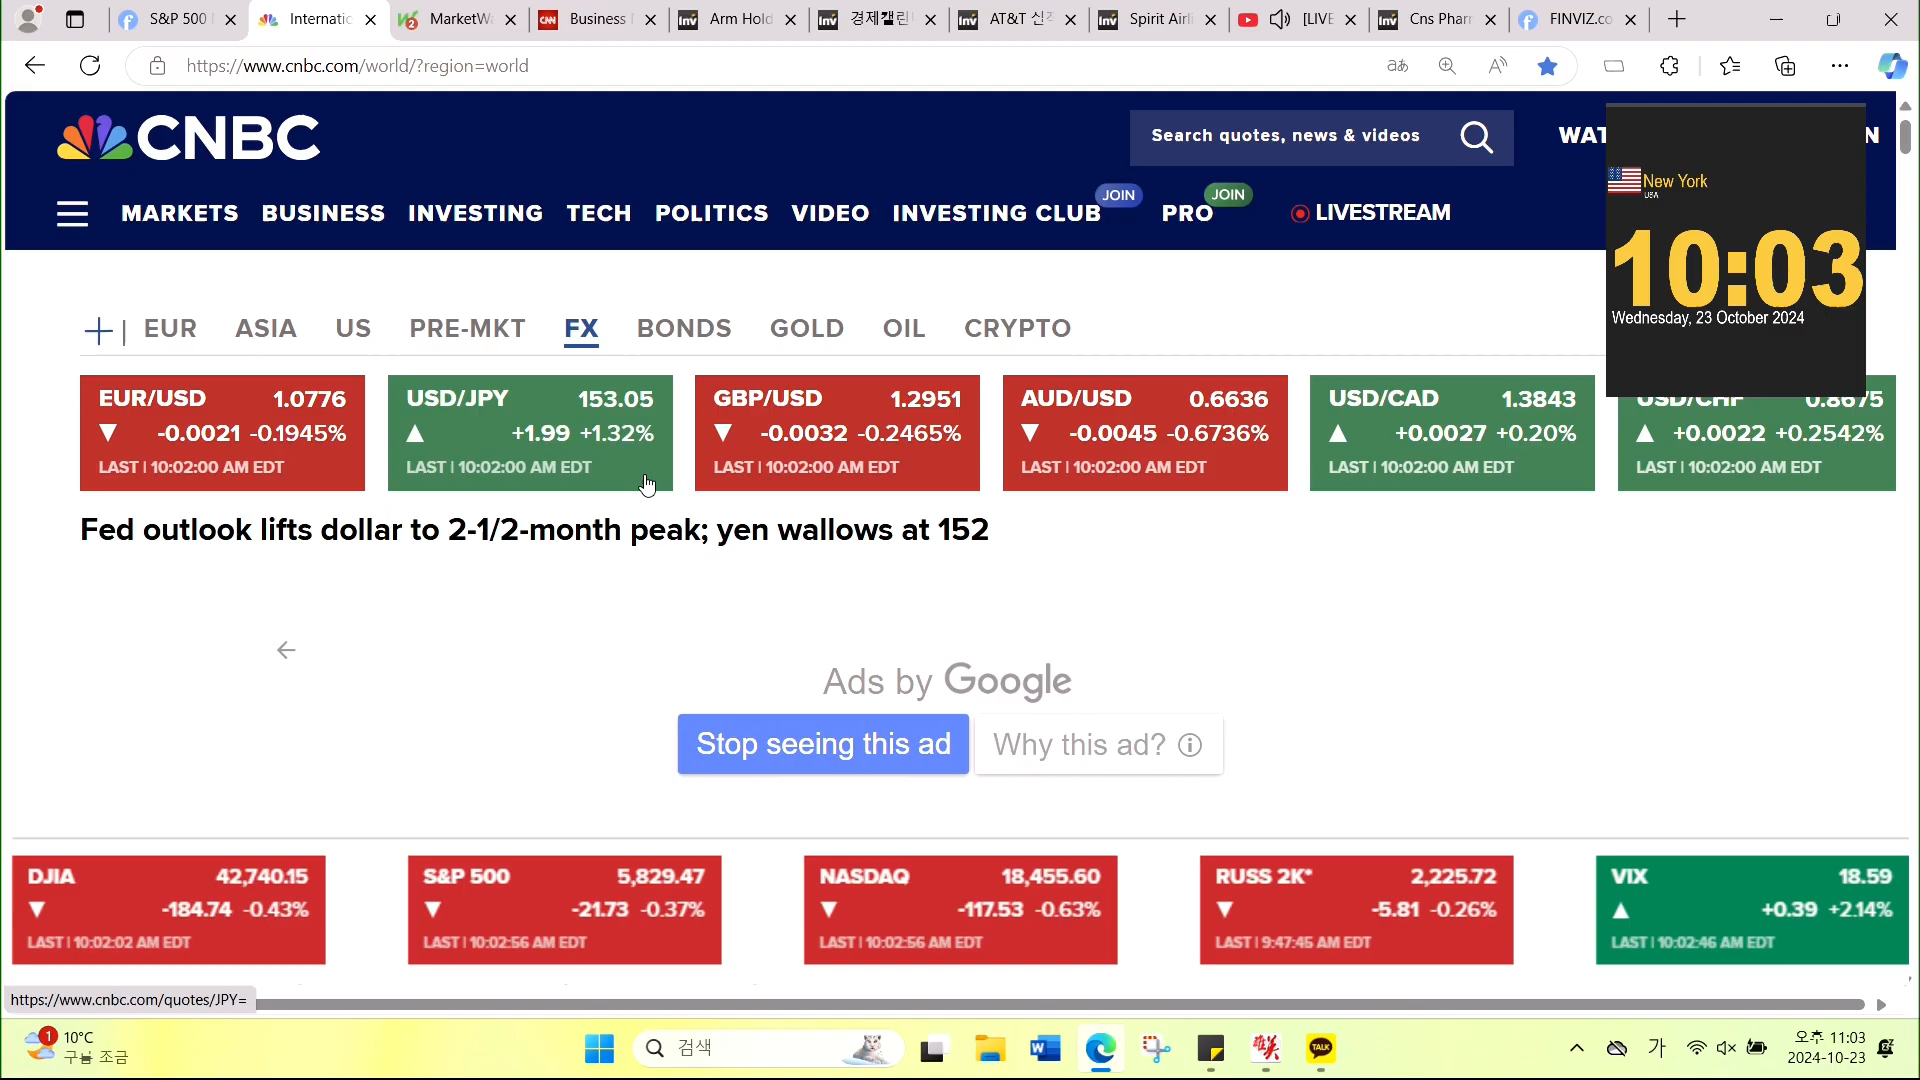 S&P 500
Internatic
MarketWa
Business
Arm Hold
경제캘린
AT&T 신
Spirit Airli
[LIVE
Cns Pharr
FINVIZ.co
https://www.cnbc.com/world/?region=world
CNBC
Search quotes, news & videos
WAT
N
MARKETS BUSINESS INVESTING TECH POLITICS VIDEO INVESTING CLUB JOIN PRO JOIN LIVESTREAM
New York
USA
10:03
Wednesday, 23 October 2024
EUR ASIA US PRE-MKT FX BONDS GOLD OIL CRYPTO
EUR/USD 1.0776
-0.0021 -0.1945%
LAST | 10:02:00 AM EDT
USD/JPY 153.05
+1.99 +1.32%
LAST | 10:02:00 AM EDT
GBP/USD 1.2951
-0.0032 -0.2465%
LAST | 10:02:00 AM EDT
AUD/USD 0.6636
-0.0045 -0.6736%
LAST | 10:02:00 AM EDT
USD/CAD 1.3843
+0.0027 +0.20%
LAST | 10:02:00 AM EDT
USD/CHF 0.8675
+0.0022 +0.2542%
LAST | 10:02:00 AM EDT
Fed outlook lifts dollar to 2-1/2-month peak; yen wallows at 152
Ads by Google
Stop seeing this ad
Why this ad?
DJIA 42,740.15
-184.74 -0.43%
LAST | 10:02:02 AM EDT
S&P 500 5,829.47
-21.73 -0.37%
LAST | 10:02:56 AM EDT
NASDAQ 18,455.60
-117.53 -0.63%
LAST | 10:02:56 AM EDT
RUSS 2K* 2,225.72
-5.81 -0.26%
LAST | 9:47:45 AM EDT
VIX 18.59
+0.39 +2.14%
LAST | 10:02:46 AM EDT
https://www.cnbc.com/quotes/JPY=
1
10°C
구름 조금
검색
TALK
가
오후 11:03
2024-10-23